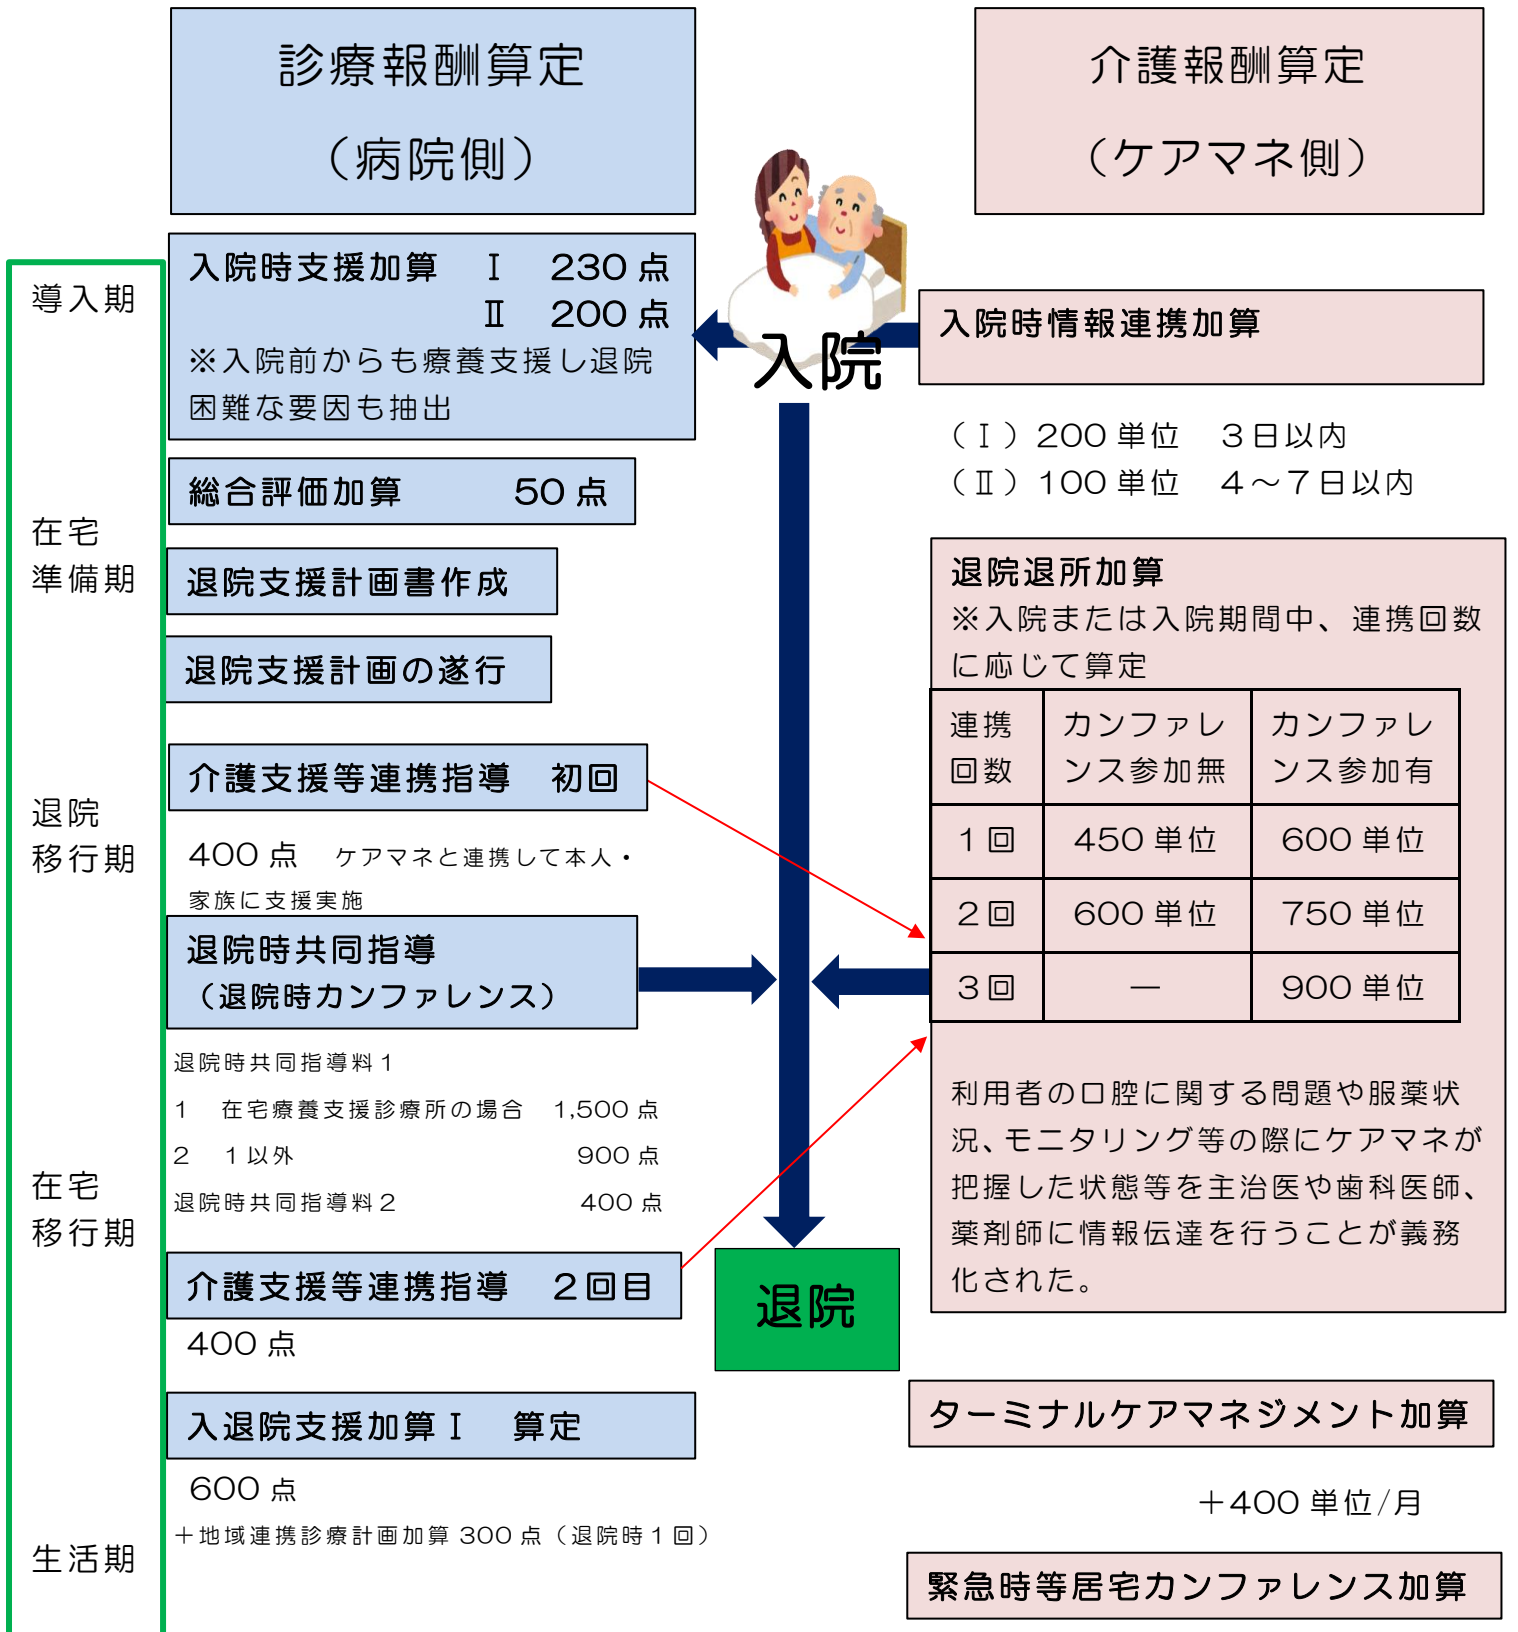 診療報酬算定
（病院側）
介護報酬算定
（ケアマネ側）
導入期
在宅
準備期
退院
移行期
在宅
移行期
生活期
入院時支援加算　Ⅰ　230点
Ⅱ　200点
※入院前からも療養支援し退院
困難な要因も抽出
総合評価加算　　　50点
退院支援計画書作成
退院支援計画の遂行
介護支援等連携指導　初回
400点　ケアマネと連携して本人・
家族に支援実施
退院時共同指導
（退院時カンファレンス）
退院時共同指導料１
１　在宅療養支援診療所の場合　1,500点
２　１以外　900点
退院時共同指導料２　400点
介護支援等連携指導　２回目
400点
入退院支援加算Ⅰ　算定
600点
＋地域連携診療計画加算300点（退院時１回）
入院
退院
入院時情報連携加算
（Ⅰ）200単位　３日以内
（Ⅱ）100単位　４～７日以内
退院退所加算
※入院または入院期間中、連携回数
に応じて算定
連携　カンファレ　カンファレ
回数　ンス参加無　ンス参加有
１回　450単位　600単位
２回　600単位　750単位
３回　―　900単位
利用者の口腔に関する問題や服薬状
況、モニタリング等の際にケアマネが
把握した状態等を主治医や歯科医師、
薬剤師に情報伝達を行うことが義務
化された。
ターミナルケアマネジメント加算
＋400単位/月
緊急時等居宅カンファレンス加算